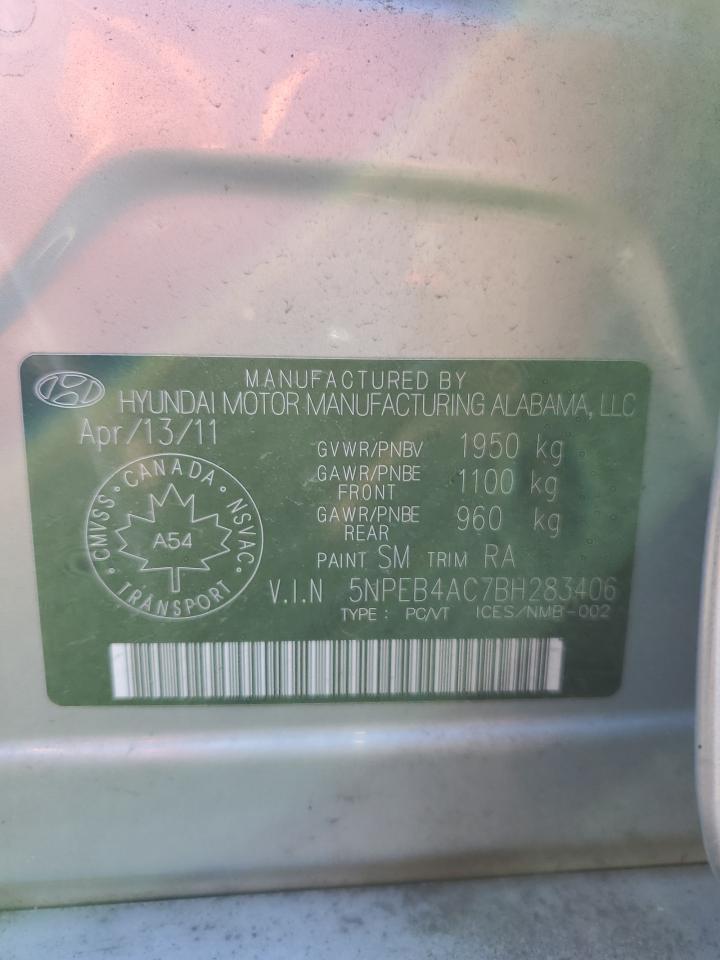 MANUFACTURED BY
HYUNDAI MOTOR MANUFACTURING ALABAMA, LLC
Apr/13/11
GVWR/PNBV 1950 kg
GAWR/PNBE FRONT 1100 kg
GAWR/PNBE REAR 960 kg
PAINT SM TRIM RA
CANADA
CMVSS NSVAC
A54
TRANSPORT
V.I.N 5NPEB4AC7BH283406
TYPE : PC/VT ICES/NMB-002